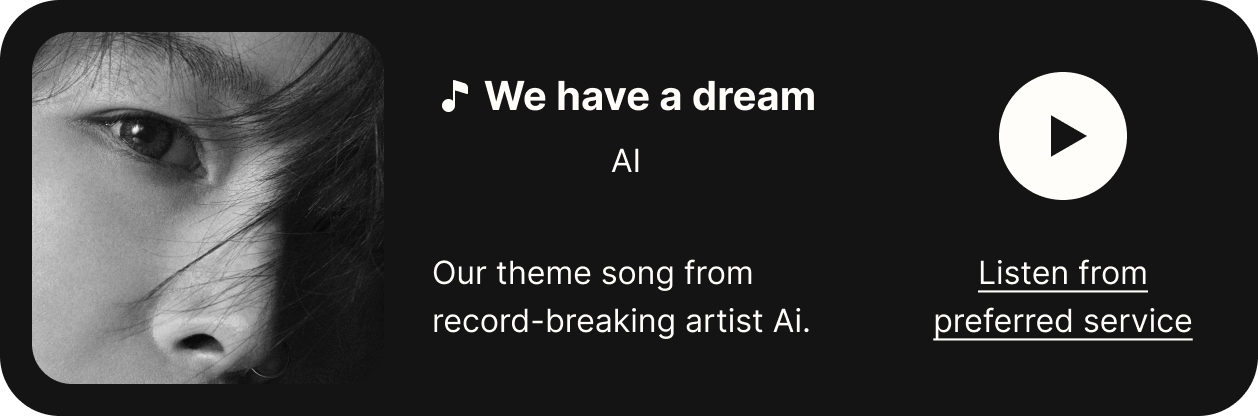 We have a dream
AI
Our theme song from
record-breaking artist Ai.
Listen from
preferred service